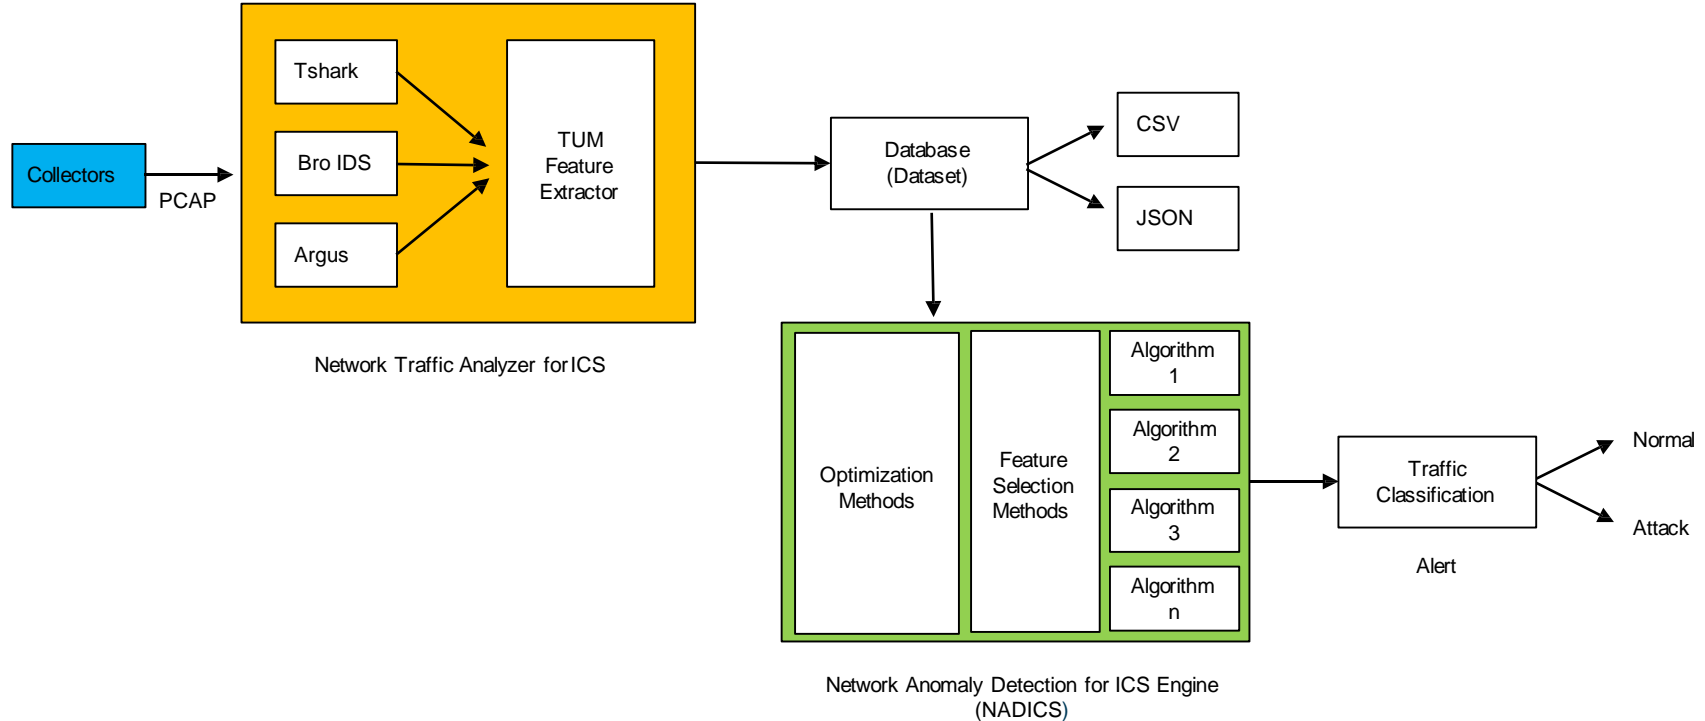 Collectors
PCAP
Tshark
Bro IDS
Argus
TUM
Feature
Extractor
Network Traffic Analyzer for ICS
Database
(Dataset)
CSV
JSON
Optimization
Methods
Feature
Selection
Methods
Algorithm
1
Algorithm
2
Algorithm
3
Algorithm
n
Network Anomaly Detection for ICS Engine
(NADICS)
Traffic
Classification
Alert
Normal
Attack